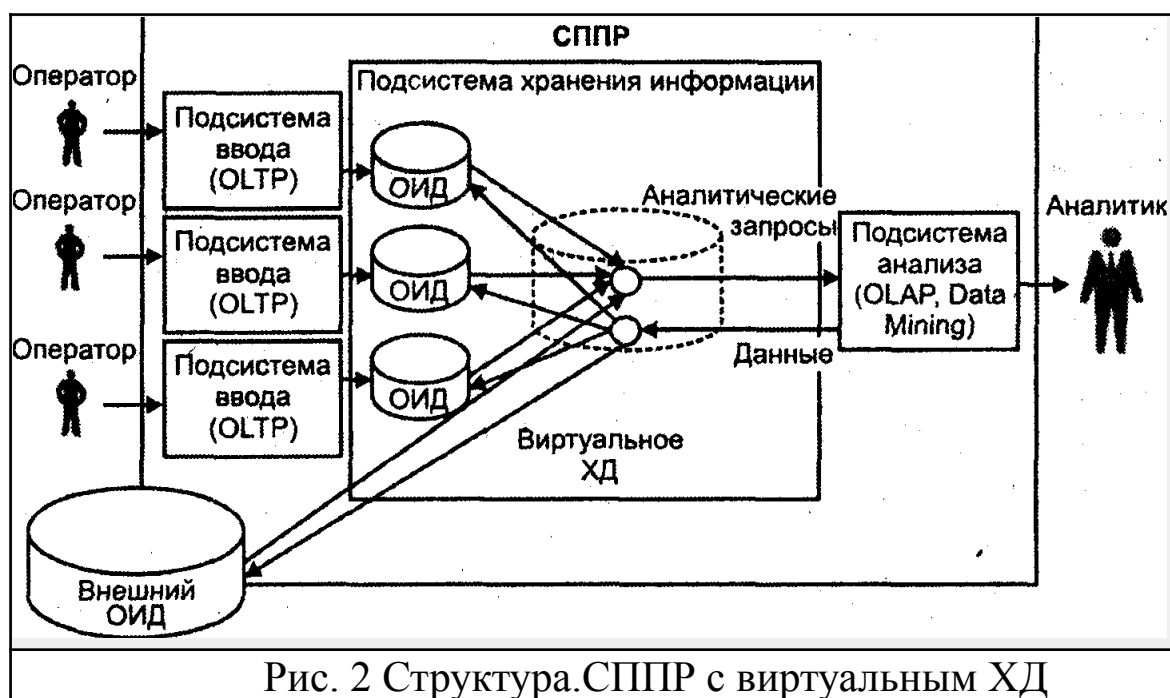 СППР
Оператор
Подсистема хранения информации
Подсистема
ввода
(OLTP)
ОИД
Оператор
Аналитические
запросы
Аналитик
Подсистема
ввода
(OLTP)
ОИД
Подсистема
анализа
(OLAP, Data
Mining)
Оператор
Данные
Подсистема
ввода
(OLTP)
ОИД
Виртуальное
ХД
Внешний
ОИД
Рис. 2 Структура.СППР с виртуальным ХД